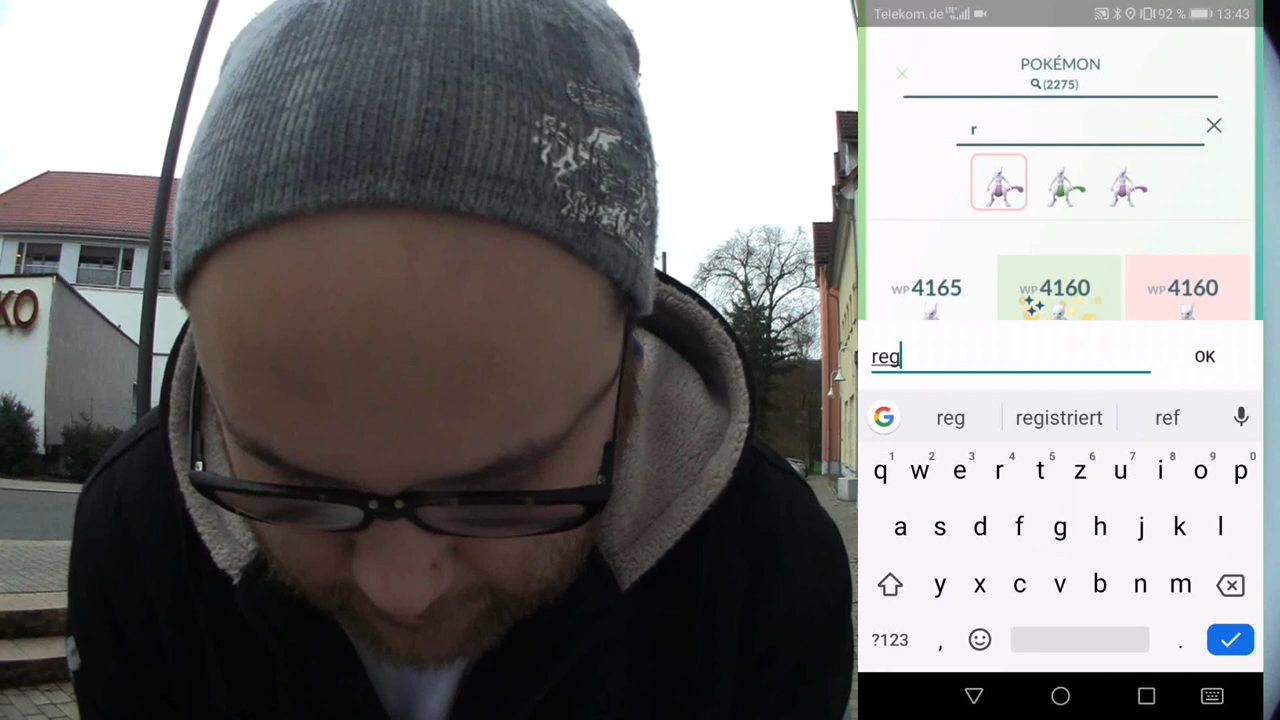 KO
Telekom.de 92 % 13:43
POKÉMON
(2275)
r
WP 4165 WP 4160 WP 4160
reg OK
reg registriert ref
1 2 3 4 5 6 7 8 9 0
q w e r t z u i o p
a s d f g h j k l
y x c v b n m
?123 , .